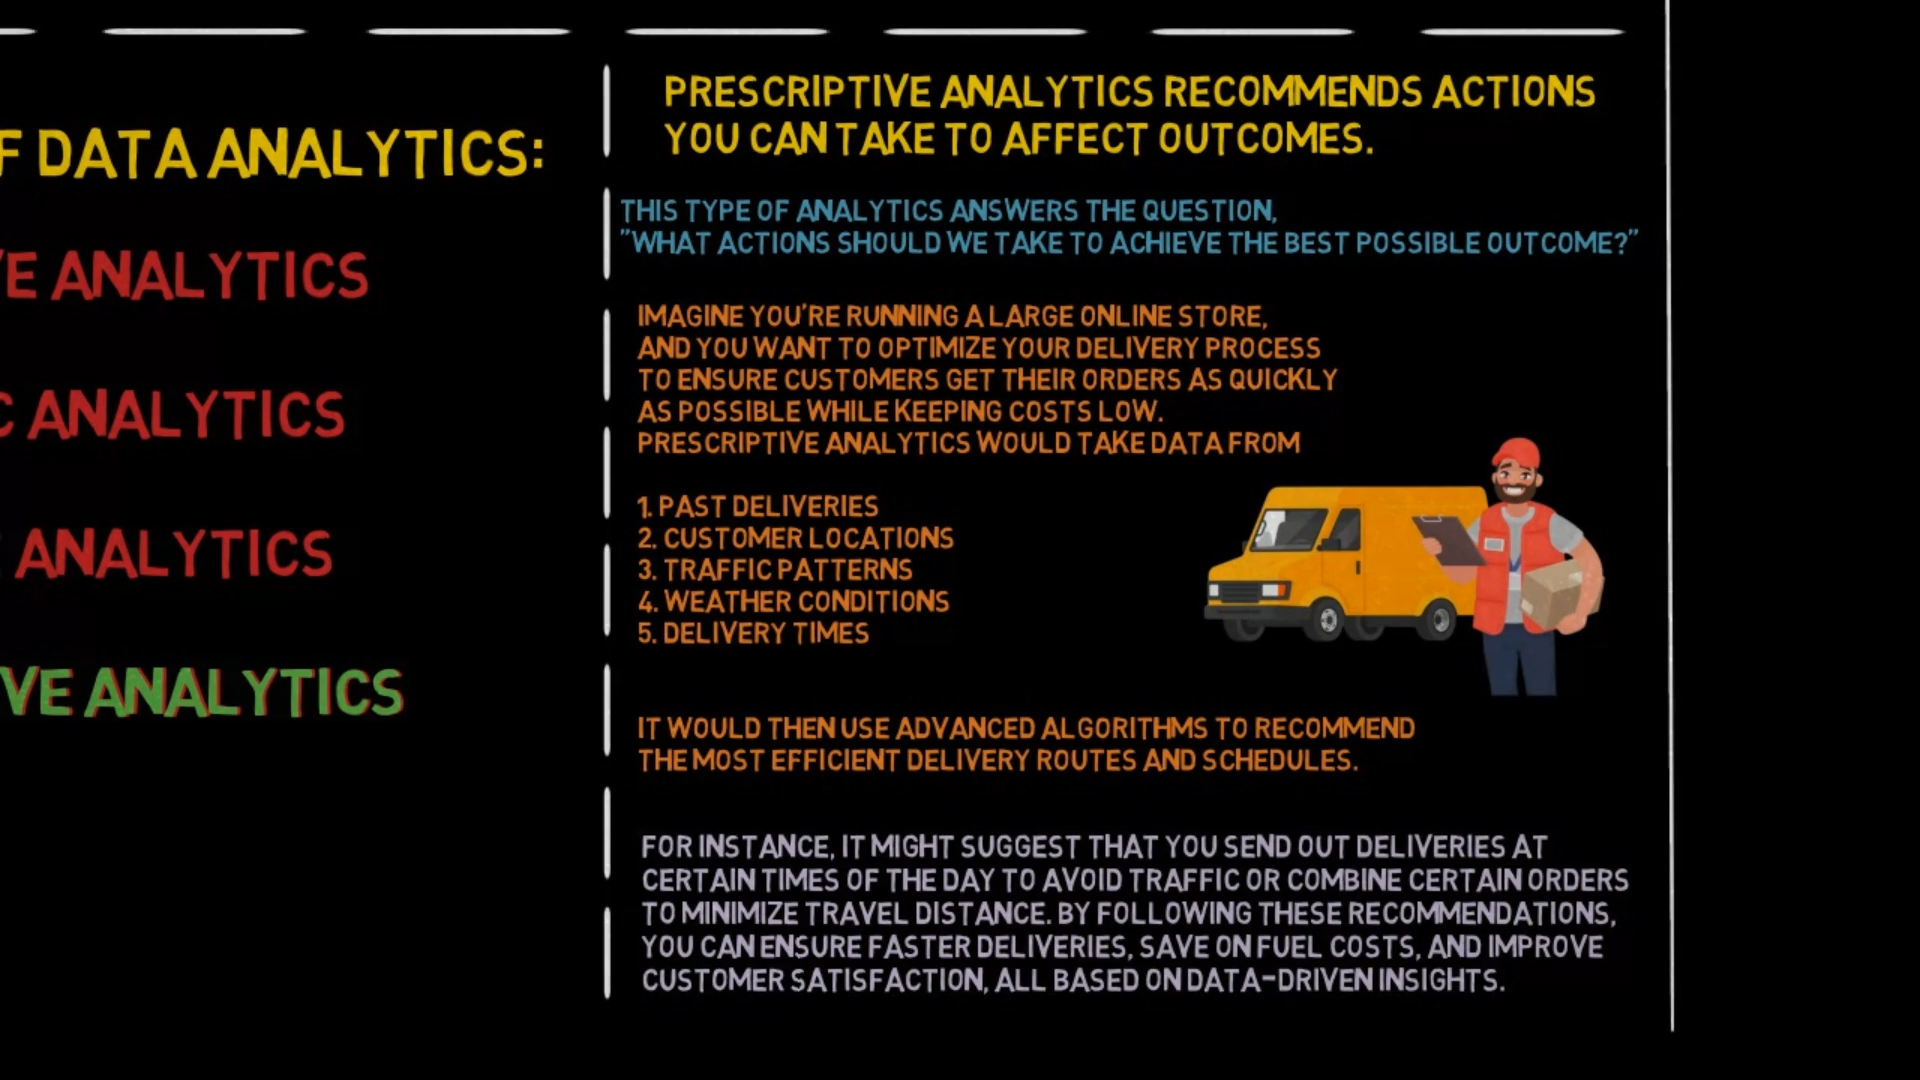 DATA ANALYTICS:
ANALYTICS
ANALYTICS
ANALYTICS
ANALYTICS
PRESCRIPTIVE ANALYTICS RECOMMENDS ACTIONS
YOU CAN TAKE TO AFFECT OUTCOMES.
THIS TYPE OF ANALYTICS ANSWERS THE QUESTION,
"WHAT ACTIONS SHOULD WE TAKE TO ACHIEVE THE BEST POSSIBLE OUTCOME?"
IMAGINE YOU'RE RUNNING A LARGE ONLINE STORE,
AND YOU WANT TO OPTIMIZE YOUR DELIVERY PROCESS
TO ENSURE CUSTOMERS GET THEIR ORDERS AS QUICKLY
AS POSSIBLE WHILE KEEPING COSTS LOW.
PRESCRIPTIVE ANALYTICS WOULD TAKE DATA FROM
1. PAST DELIVERIES
2. CUSTOMER LOCATIONS
3. TRAFFIC PATTERNS
4. WEATHER CONDITIONS
5. DELIVERY TIMES
IT WOULD THEN USE ADVANCED ALGORITHMS TO RECOMMEND
THE MOST EFFICIENT DELIVERY ROUTES AND SCHEDULES.
FOR INSTANCE, IT MIGHT SUGGEST THAT YOU SEND OUT DELIVERIES AT
CERTAIN TIMES OF THE DAY TO AVOID TRAFFIC OR COMBINE CERTAIN ORDERS
TO MINIMIZE TRAVEL DISTANCE. BY FOLLOWING THESE RECOMMENDATIONS,
YOU CAN ENSURE FASTER DELIVERIES, SAVE ON FUEL COSTS, AND IMPROVE
CUSTOMER SATISFACTION, ALL BASED ON DATA-DRIVEN INSIGHTS.